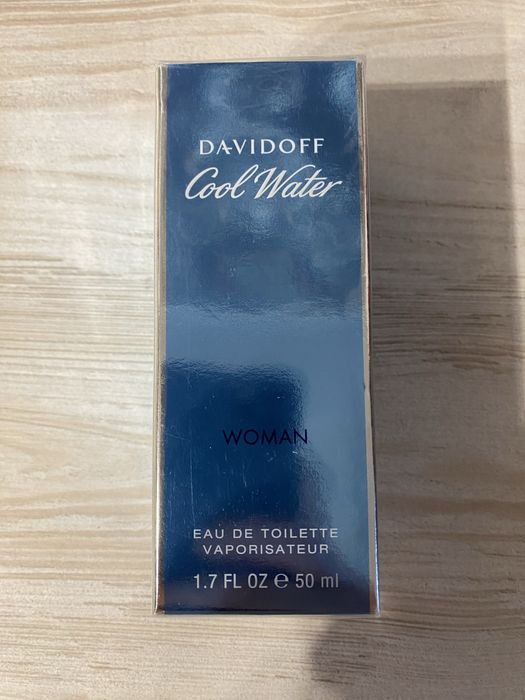 DAVIDOFF
Cool Water
WOMAN
EAU DE TOILETTE
VAPORISATEUR
1.7 FL OZ ℮ 50 ml